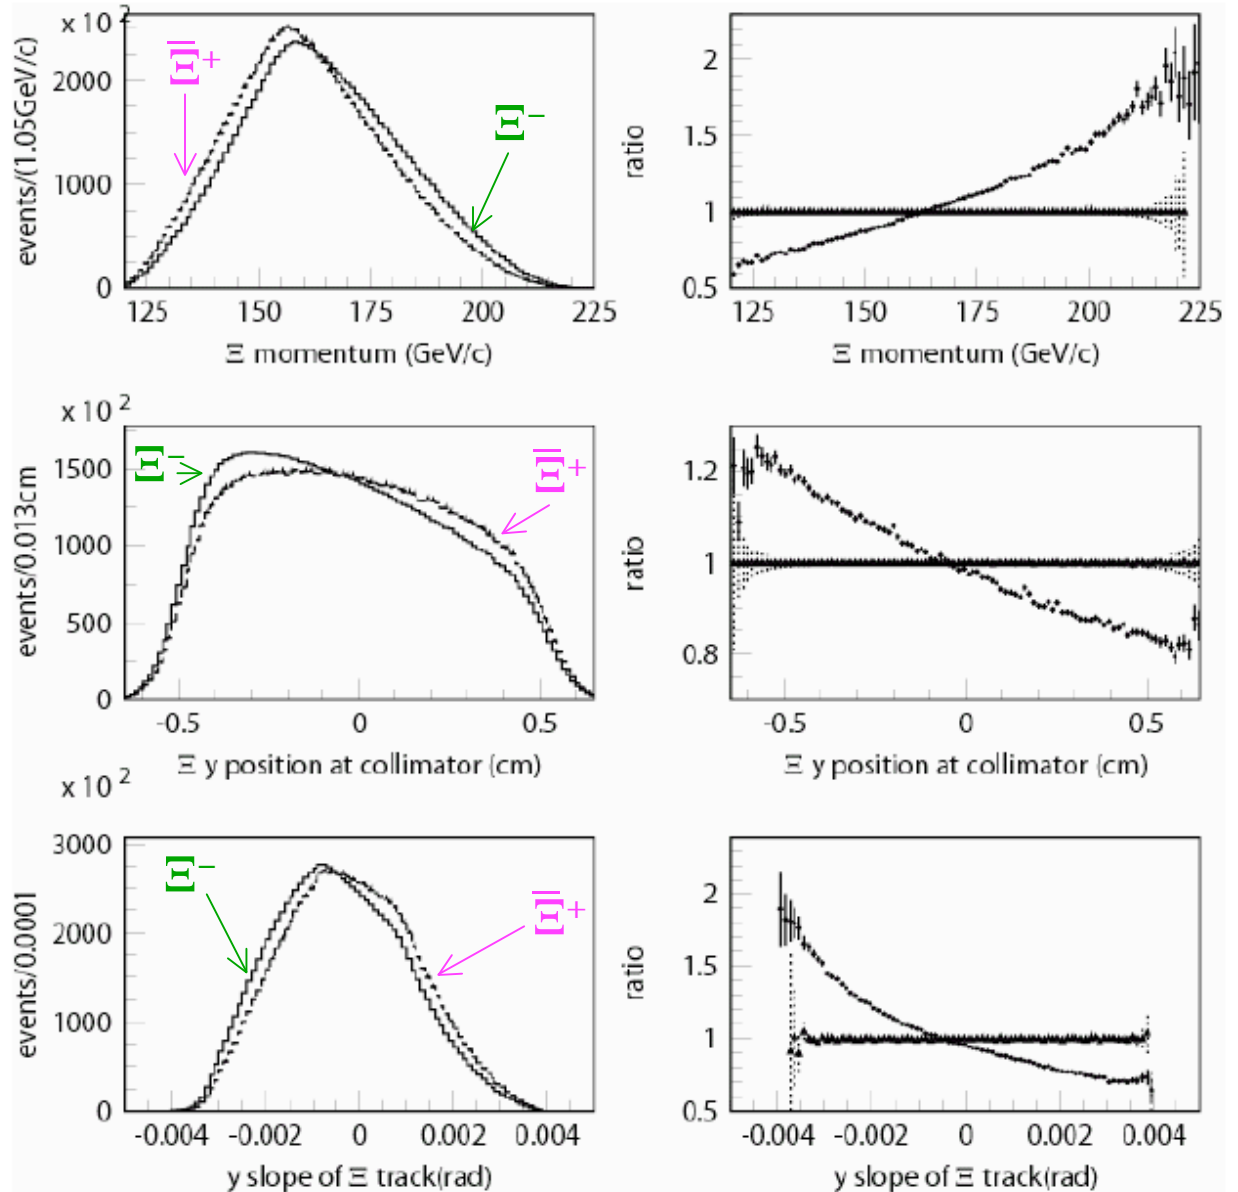 x 10 2
events/(1.05GeV/c)
2000
1000
0
Ξ̅+
Ξ−
125 150 175 200 225
Ξ momentum (GeV/c)
ratio
2
1.5
1
0.5
125 150 175 200 225
Ξ momentum (GeV/c)
x 10 2
events/0.013cm
1500
1000
500
0
Ξ−
Ξ̅+
-0.5 0 0.5
Ξ y position at collimator (cm)
ratio
1.2
1
0.8
-0.5 0 0.5
Ξ y position at collimator (cm)
x 10 2
events/0.0001
3000
2000
1000
0
Ξ−
Ξ̅+
-0.004 -0.002 0 0.002 0.004
y slope of Ξ track(rad)
ratio
2
1.5
1
0.5
-0.004 -0.002 0 0.002 0.004
y slope of Ξ track(rad)